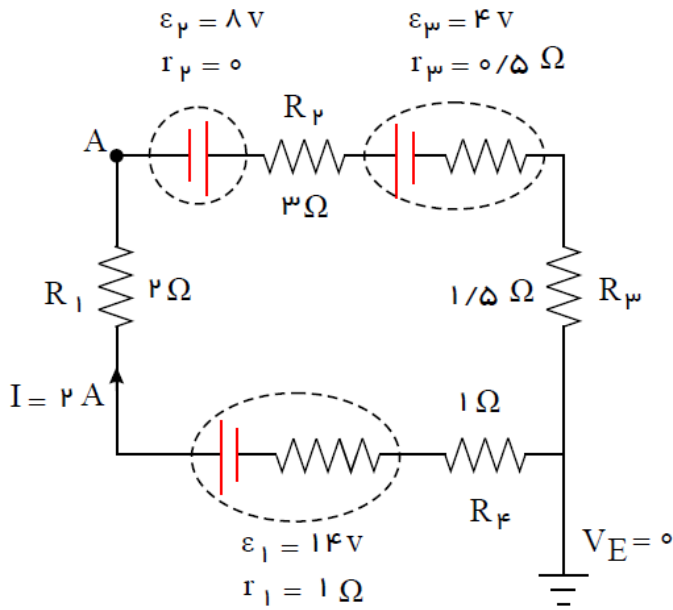 ε۲ = ۸ v
r۲ = ۰
ε۳ = ۴ v
r۳ = ۰/۵ Ω
A
R۲
۳Ω
R۱
۲Ω
۱/۵ Ω
R۳
I = ۲ A
۱Ω
R۴
ε۱ = ۱۴ v
r۱ = ۱ Ω
VE = ۰